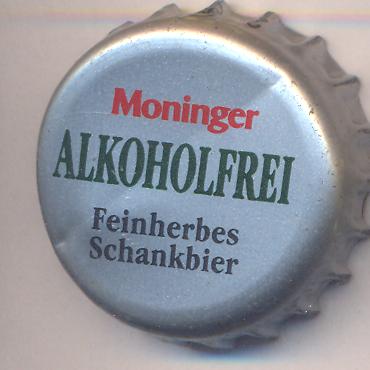 Moninger
ALKOHOLFREI
Feinherbes
Schankbier